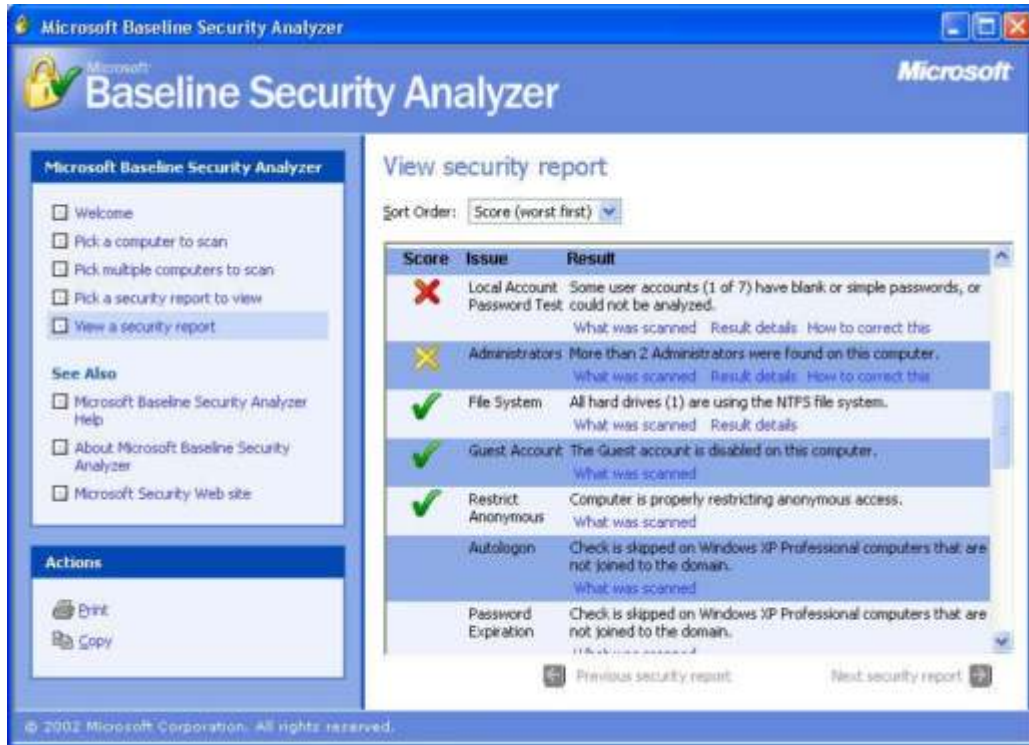 Microsoft Baseline Security Analyzer
Microsoft
Baseline Security Analyzer
Microsoft
Microsoft Baseline Security Analyzer
Welcome
Pick a computer to scan
Pick multiple computers to scan
Pick a security report to view
View a security report
See Also
Microsoft Baseline Security Analyzer
Help
About Microsoft Baseline Security
Analyzer
Microsoft Security Web site
Actions
Print
Copy
View security report
Sort Order: Score (worst first)
Score Issue Result
Local Account Some user accounts (1 of 7) have blank or simple passwords, or
Password Test could not be analyzed.
What was scanned Result details How to correct this
Administrators More than 2 Administrators were found on this computer.
What was scanned Result details How to correct this
File System All hard drives (1) are using the NTFS file system.
What was scanned Result details
Guest Account The Guest account is disabled on this computer.
What was scanned
Restrict Computer is properly restricting anonymous access.
Anonymous
What was scanned
Autologon Check is skipped on Windows XP Professional computers that are
not joined to the domain.
What was scanned
Password Check is skipped on Windows XP Professional computers that are
Expiration not joined to the domain.
Previous security report Next security report
© 2002 Microsoft Corporation. All rights reserved.